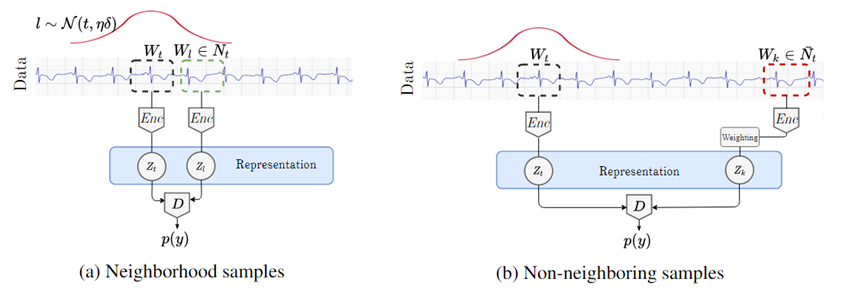 l ∼ 𝒩(t, ηδ)
W_t W_l ∈ N_t
Data
Enc Enc
Z_t Z_l Representation
D
p(y)
(a) Neighborhood samples
W_t W_k ∈ N̄_t
Data
Enc Enc
Weighting
Z_t Representation Z_k
D
p(y)
(b) Non-neighboring samples